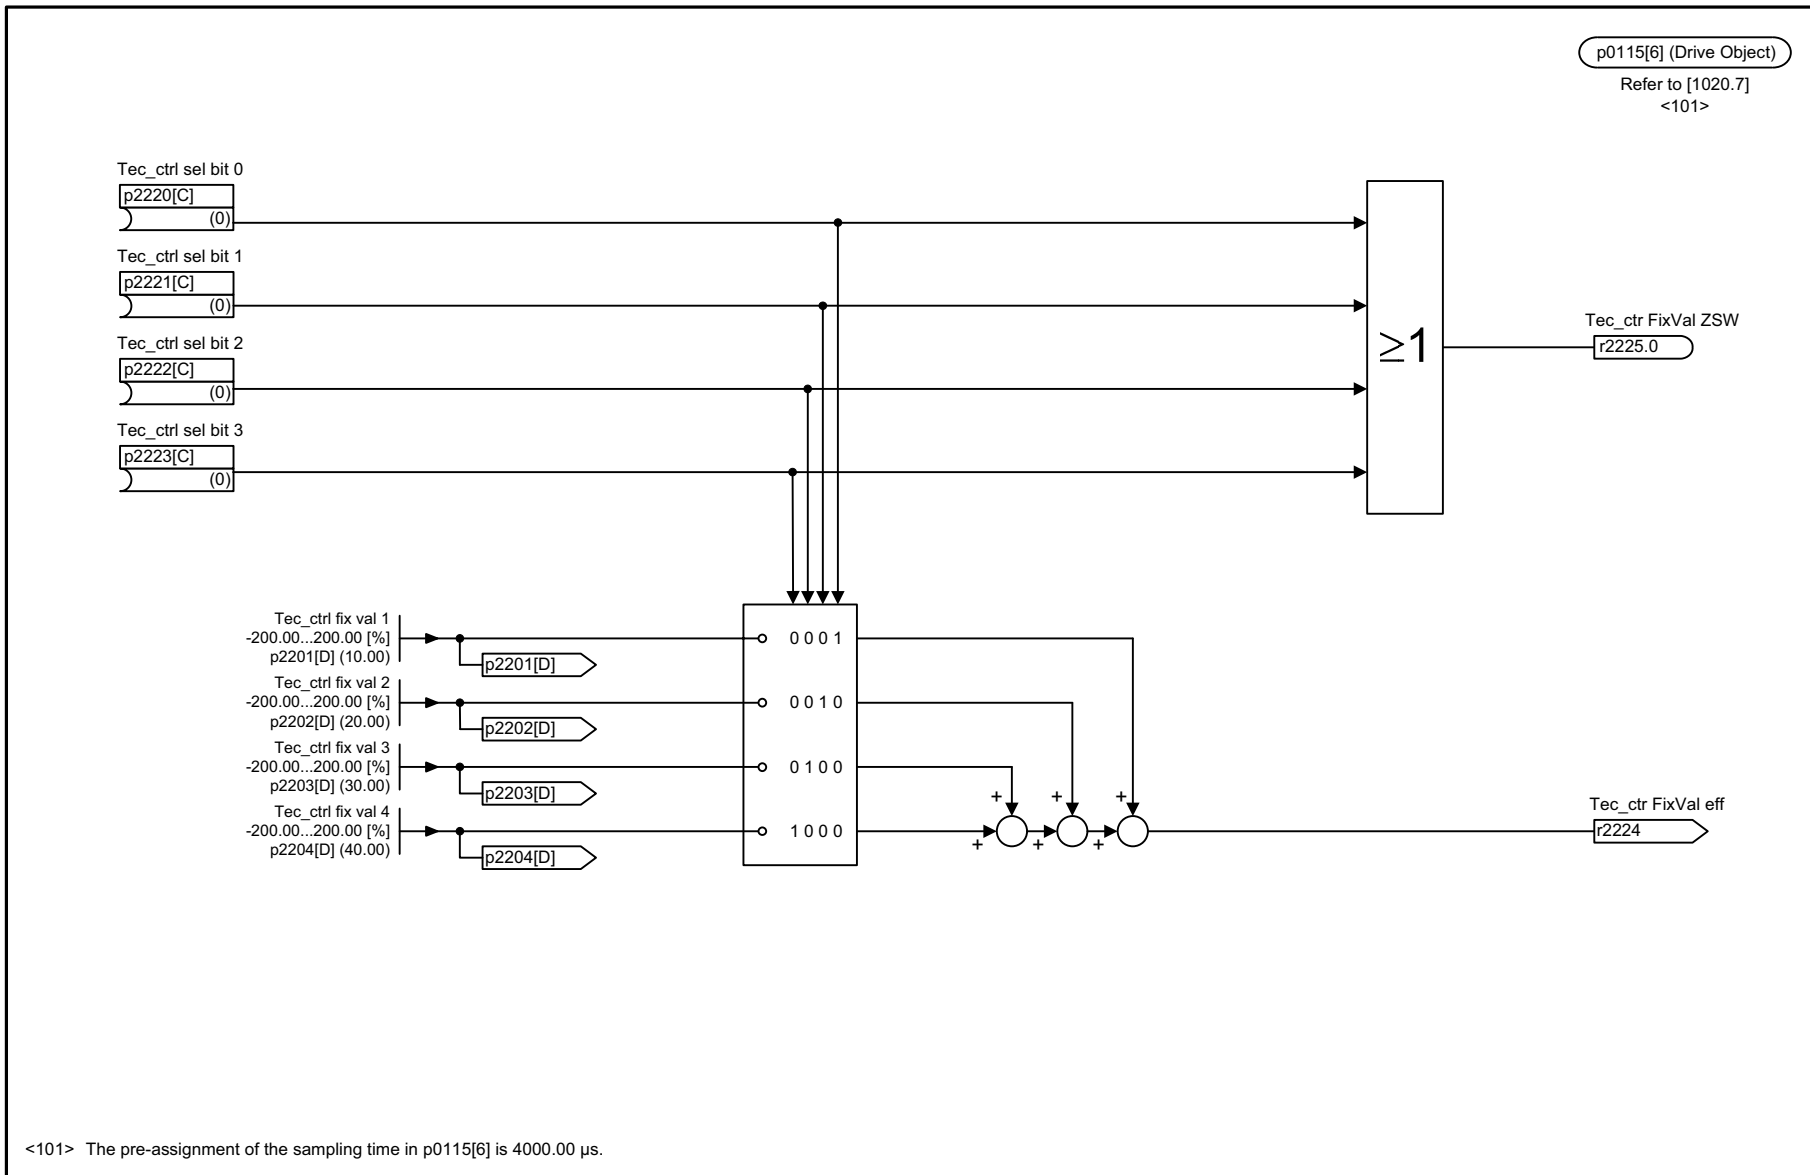 p0115[6] (Drive Object)
Refer to [1020.7]
<101>
Tec_ctrl sel bit 0
p2220[C]
(0)
Tec_ctrl sel bit 1
p2221[C]
(0)
Tec_ctrl sel bit 2
p2222[C]
(0)
Tec_ctrl sel bit 3
p2223[C]
(0)
≥1
Tec_ctr FixVal ZSW
r2225.0
Tec_ctrl fix val 1
-200.00...200.00 [%]
p2201[D] (10.00)
p2201[D]
0 0 0 1
Tec_ctrl fix val 2
-200.00...200.00 [%]
p2202[D] (20.00)
p2202[D]
0 0 1 0
Tec_ctrl fix val 3
-200.00...200.00 [%]
p2203[D] (30.00)
p2203[D]
0 1 0 0
Tec_ctrl fix val 4
-200.00...200.00 [%]
p2204[D] (40.00)
p2204[D]
1 0 0 0
+ + +
+ + +
Tec_ctr FixVal eff
r2224
<101> The pre-assignment of the sampling time in p0115[6] is 4000.00 µs.